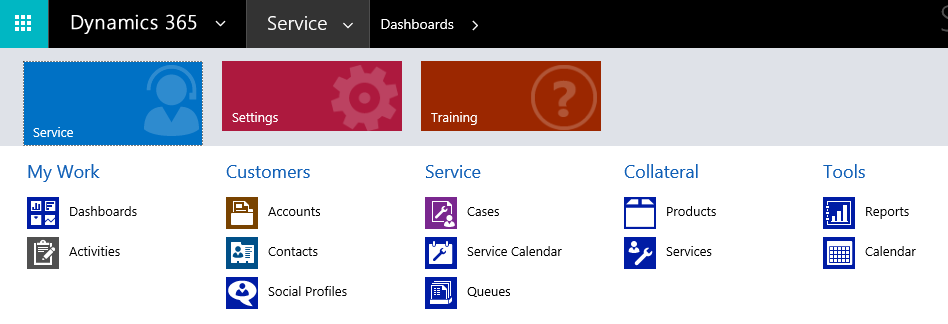 Dynamics 365 Service Dashboards
Service Settings Training
My Work Customers Service Collateral Tools
Dashboards Accounts Cases Products Reports
Activities Contacts Service Calendar Services Calendar
Social Profiles Queues